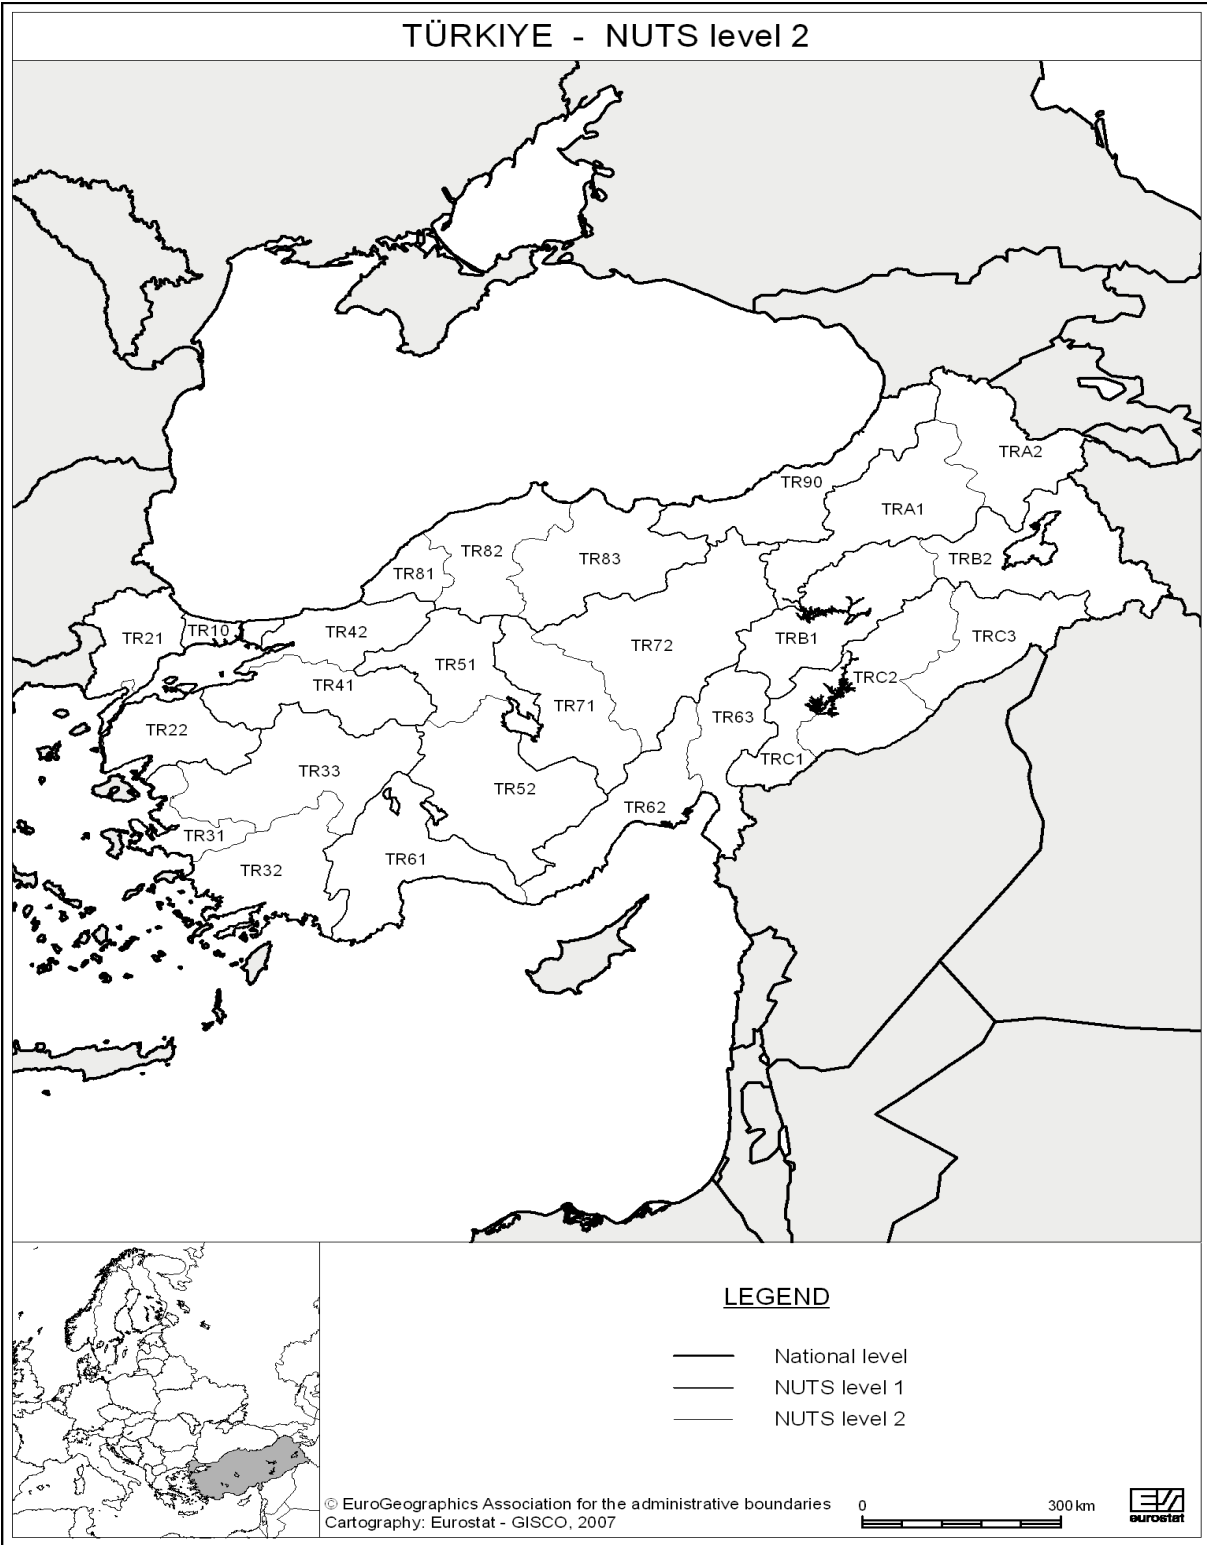 TÜRKIYE - NUTS level 2
TRA2
TR90
TRA1
TR82
TR83
TRB2
TR81
TR21
TR10
TR42
TR72
TRB1
TRC3
TR51
TR41
TRC2
TR71
TR63
TR22
TR33
TRC1
TR52
TR62
TR31
TR61
TR32
LEGEND
National level
NUTS level 1
NUTS level 2
© EuroGeographics Association for the administrative boundaries
Cartography: Eurostat - GISCO, 2007
0 300 km
eurostat